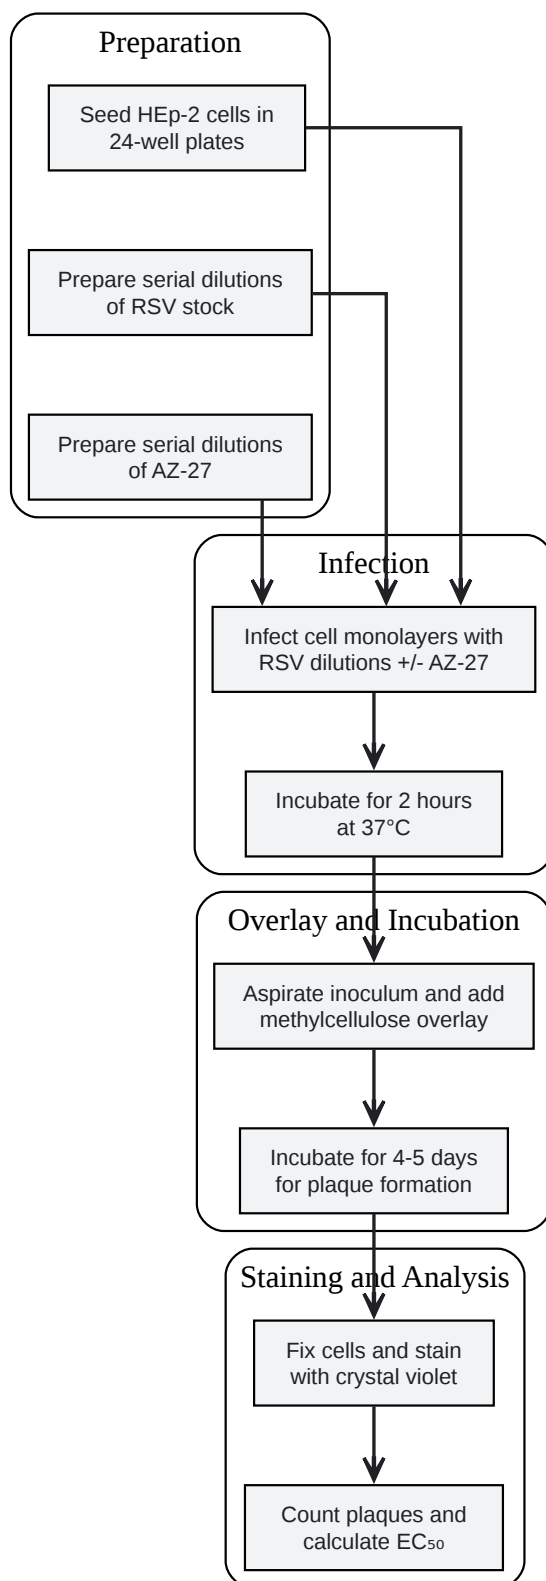 Preparation
Seed HEp-2 cells in
24-well plates
Prepare serial dilutions
of RSV stock
Prepare serial dilutions
of AZ-27
Infection
Infect cell monolayers with
RSV dilutions +/- AZ-27
Incubate for 2 hours
at 37°C
Overlay and Incubation
Aspirate inoculum and add
methylcellulose overlay
Incubate for 4-5 days
for plaque formation
Staining and Analysis
Fix cells and stain
with crystal violet
Count plaques and
calculate EC₅₀